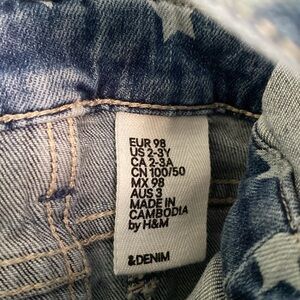 EUR 98
US 2-3Y
CA 2-3A
CN 100/50
MX 98
AUS 3
MADE IN
CAMBODIA
by H&M
&DENIM